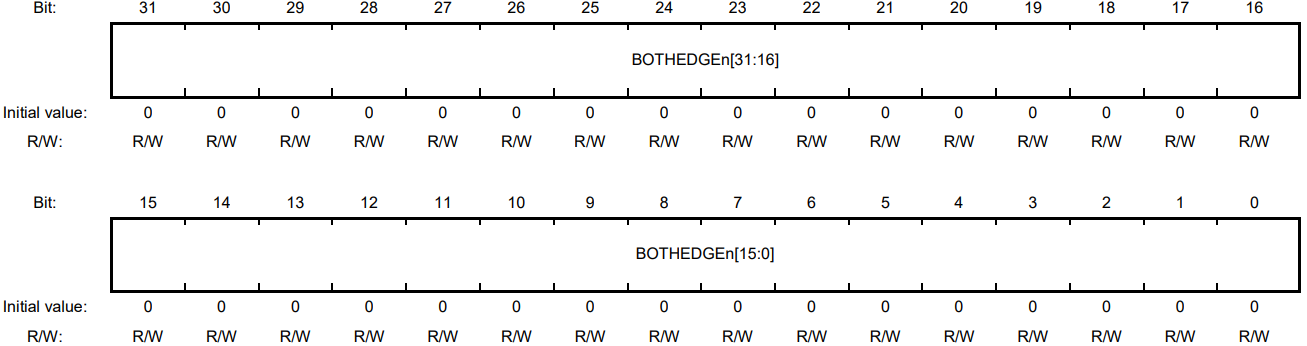 Bit: 31 30 29 28 27 26 25 24 23 22 21 20 19 18 17 16
BOTHEDGEn[31:16]
Initial value: 0 0 0 0 0 0 0 0 0 0 0 0 0 0 0 0
R/W: R/W R/W R/W R/W R/W R/W R/W R/W R/W R/W R/W R/W R/W R/W R/W R/W
Bit: 15 14 13 12 11 10 9 8 7 6 5 4 3 2 1 0
BOTHEDGEn[15:0]
Initial value: 0 0 0 0 0 0 0 0 0 0 0 0 0 0 0 0
R/W: R/W R/W R/W R/W R/W R/W R/W R/W R/W R/W R/W R/W R/W R/W R/W R/W